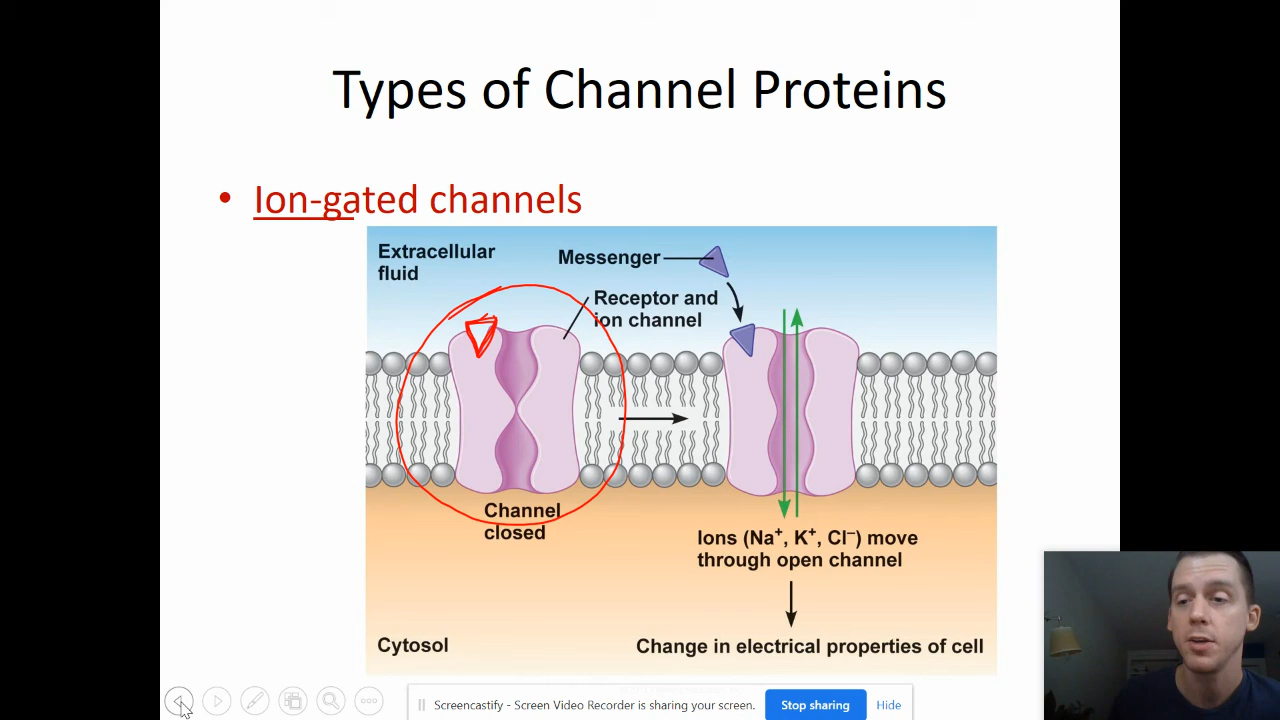 Types of Channel Proteins
• Ion-gated channels
Extracellular
fluid
Messenger
Receptor and
ion channel
Channel
closed
Ions (Na⁺, K⁺, Cl⁻) move
through open channel
Change in electrical properties of cell
Cytosol
Screencastify - Screen Video Recorder is sharing your screen.
Stop sharing
Hide